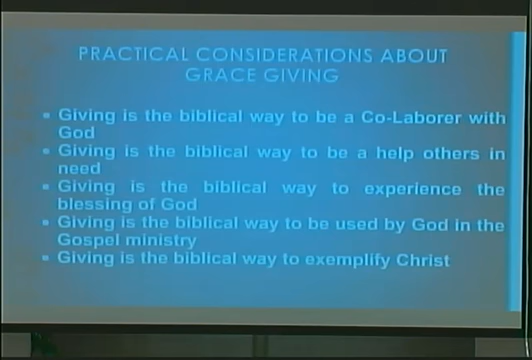 PRACTICAL CONSIDERATIONS ABOUT
GRACE GIVING
Giving is the biblical way to be a Co-Laborer with
God
Giving is the biblical way to be a help others in
need
Giving is the biblical way to experience the
blessing of God
Giving is the biblical way to be used by God in the
Gospel ministry
Giving is the biblical way to exemplify Christ